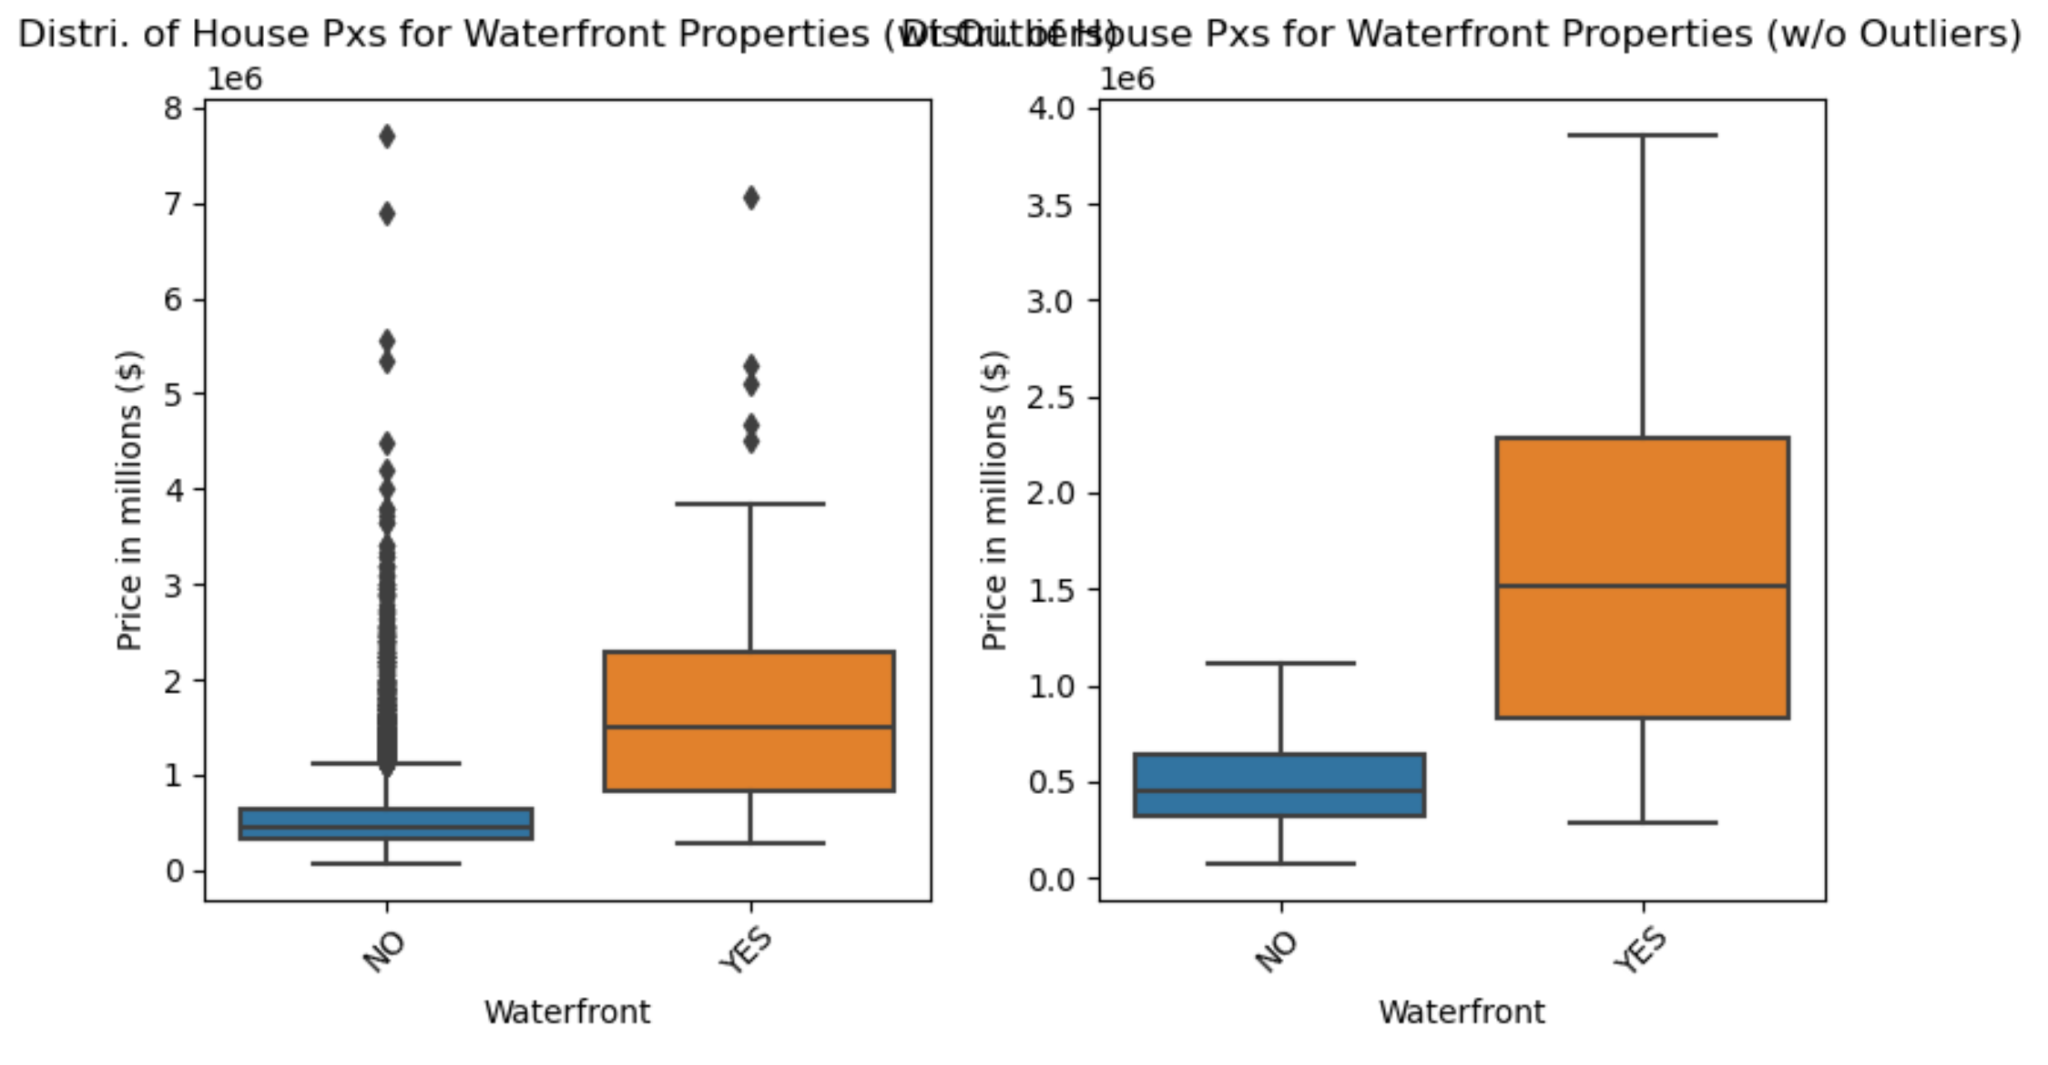 Distri. of House Pxs for Waterfront Properties (w/ Outliers)
Distri. of House Pxs for Waterfront Properties (w/o Outliers)
1e6
8
7
6
5
4
3
2
1
0
Price in millions ($)
NO
YES
Waterfront
1e6
4.0
3.5
3.0
2.5
2.0
1.5
1.0
0.5
0.0
Price in millions ($)
NO
YES
Waterfront